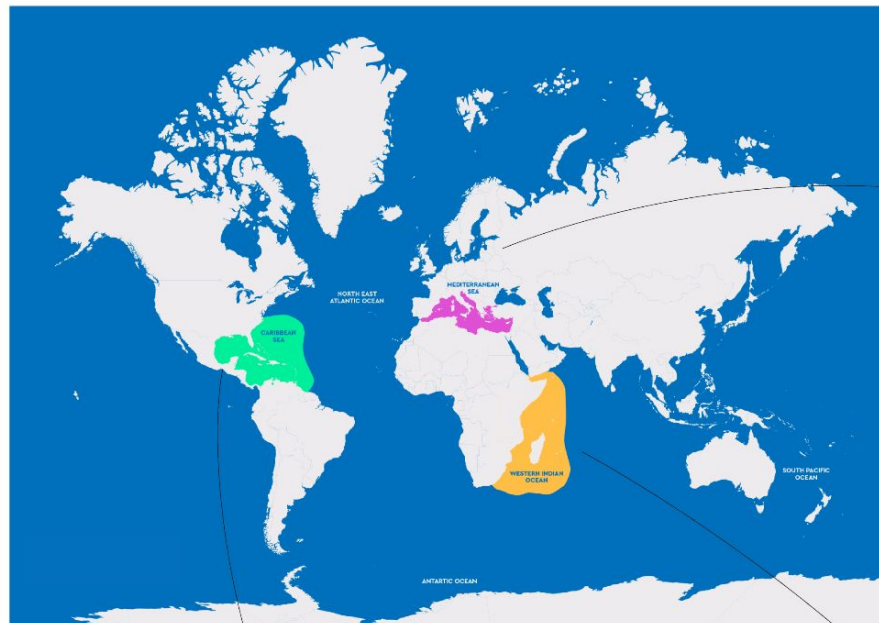 MEDITERRANEAN
SEA
NORTH EAST
ATLANTIC OCEAN
CARIBBEAN
SEA
WESTERN INDIAN
OCEAN
SOUTH PACIFIC
OCEAN
ANTARTIC OCEAN